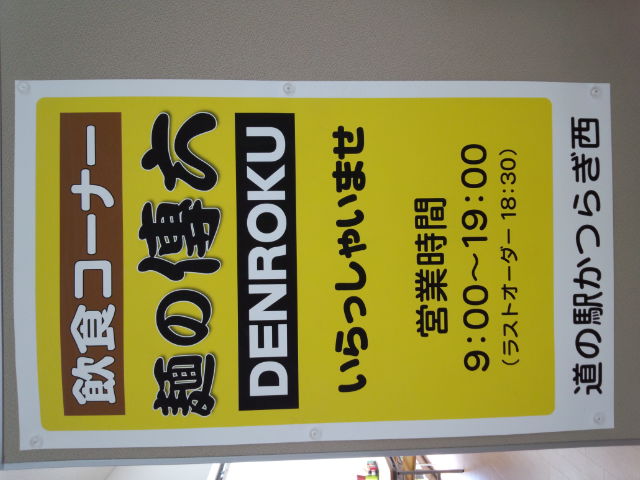 飲食コーナー
麺の傳六
DENROKU
いらっしゃいませ
営業時間
9:00～19:00
(ラストオーダー 18:30)
道の駅かつらぎ西